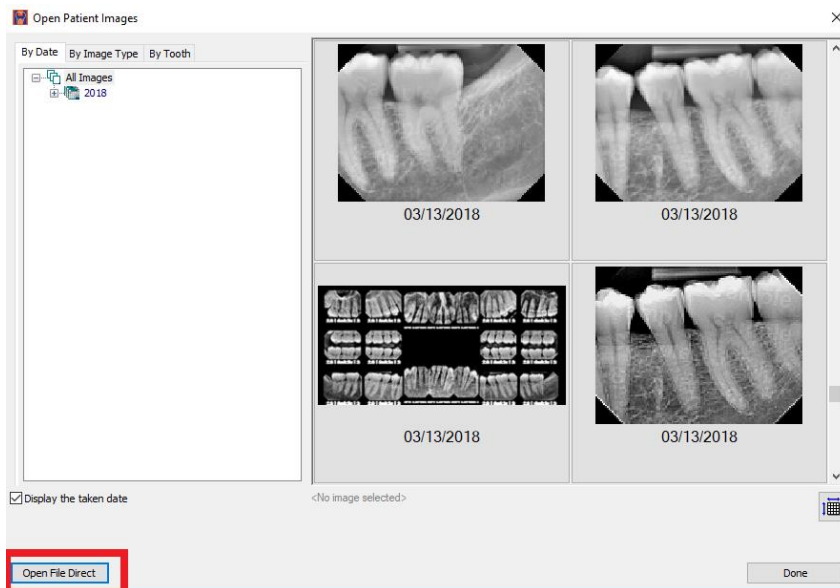 Open Patient Images
By Date By Image Type By Tooth
All Images
2018
03/13/2018
03/13/2018
03/13/2018
03/13/2018
Display the taken date
<No image selected>
Open File Direct
Done